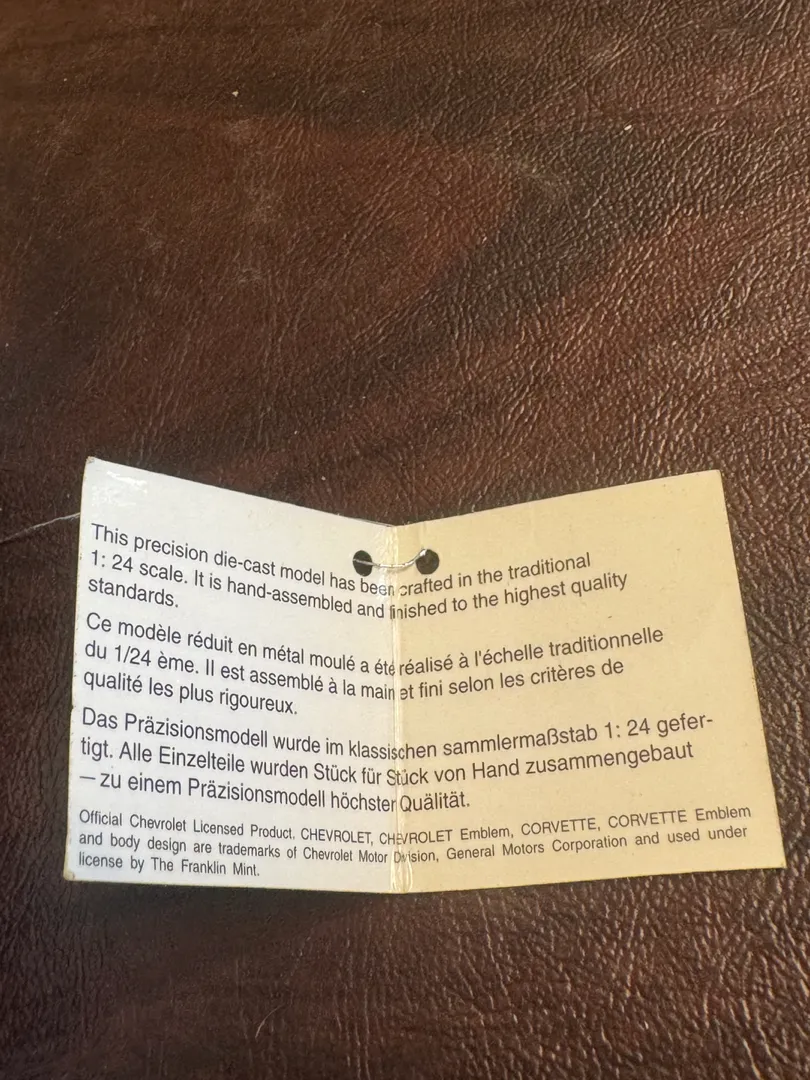 This precision die-cast model has been crafted in the traditional
1: 24 scale. It is hand-assembled and finished to the highest quality
standards.
Ce modèle réduit en métal moulé a été réalisé à l'échelle traditionnelle
du 1/24 ème. Il est assemblé à la main et fini selon les critères de
qualité les plus rigoureux.
Das Präzisionsmodell wurde im klassischen sammlermaßstab 1: 24 gefer-
tigt. Alle Einzelteile wurden Stück für Stück von Hand zusammengebaut
— zu einem Präzisionsmodell höchster Quälität.
Official Chevrolet Licensed Product. CHEVROLET, CHEVROLET Emblem, CORVETTE, CORVETTE Emblem
and body design are trademarks of Chevrolet Motor Division, General Motors Corporation and used under
license by The Franklin Mint.